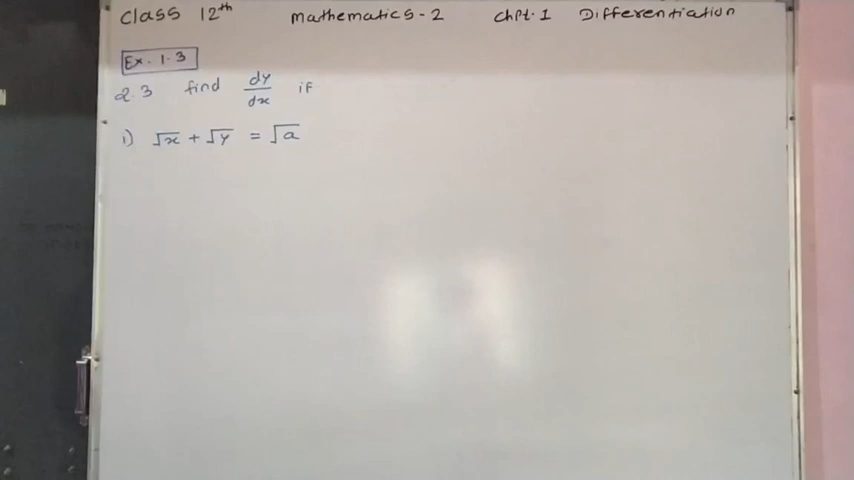 Class 12th Mathematics-2 Chpt.1 Differentiation
Ex. 1.3
Q.3 find dy/dx if
i) √x + √y = √a